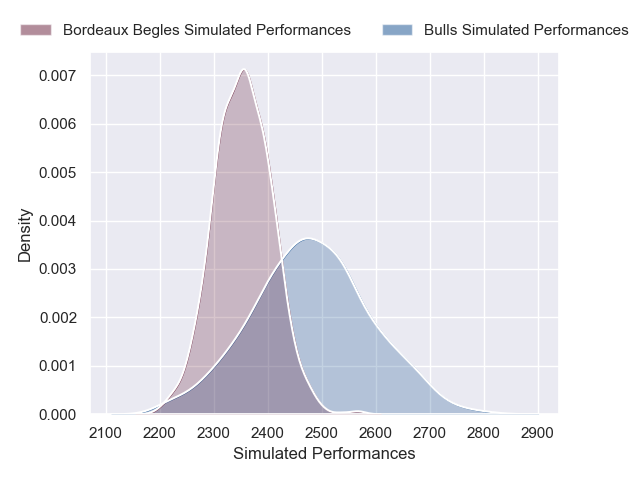 Bordeaux Begles Simulated Performances
Bulls Simulated Performances
0.007
0.006
0.005
0.004
0.003
0.002
0.001
0.000
Density
2100 2200 2300 2400 2500 2600 2700 2800 2900
Simulated Performances